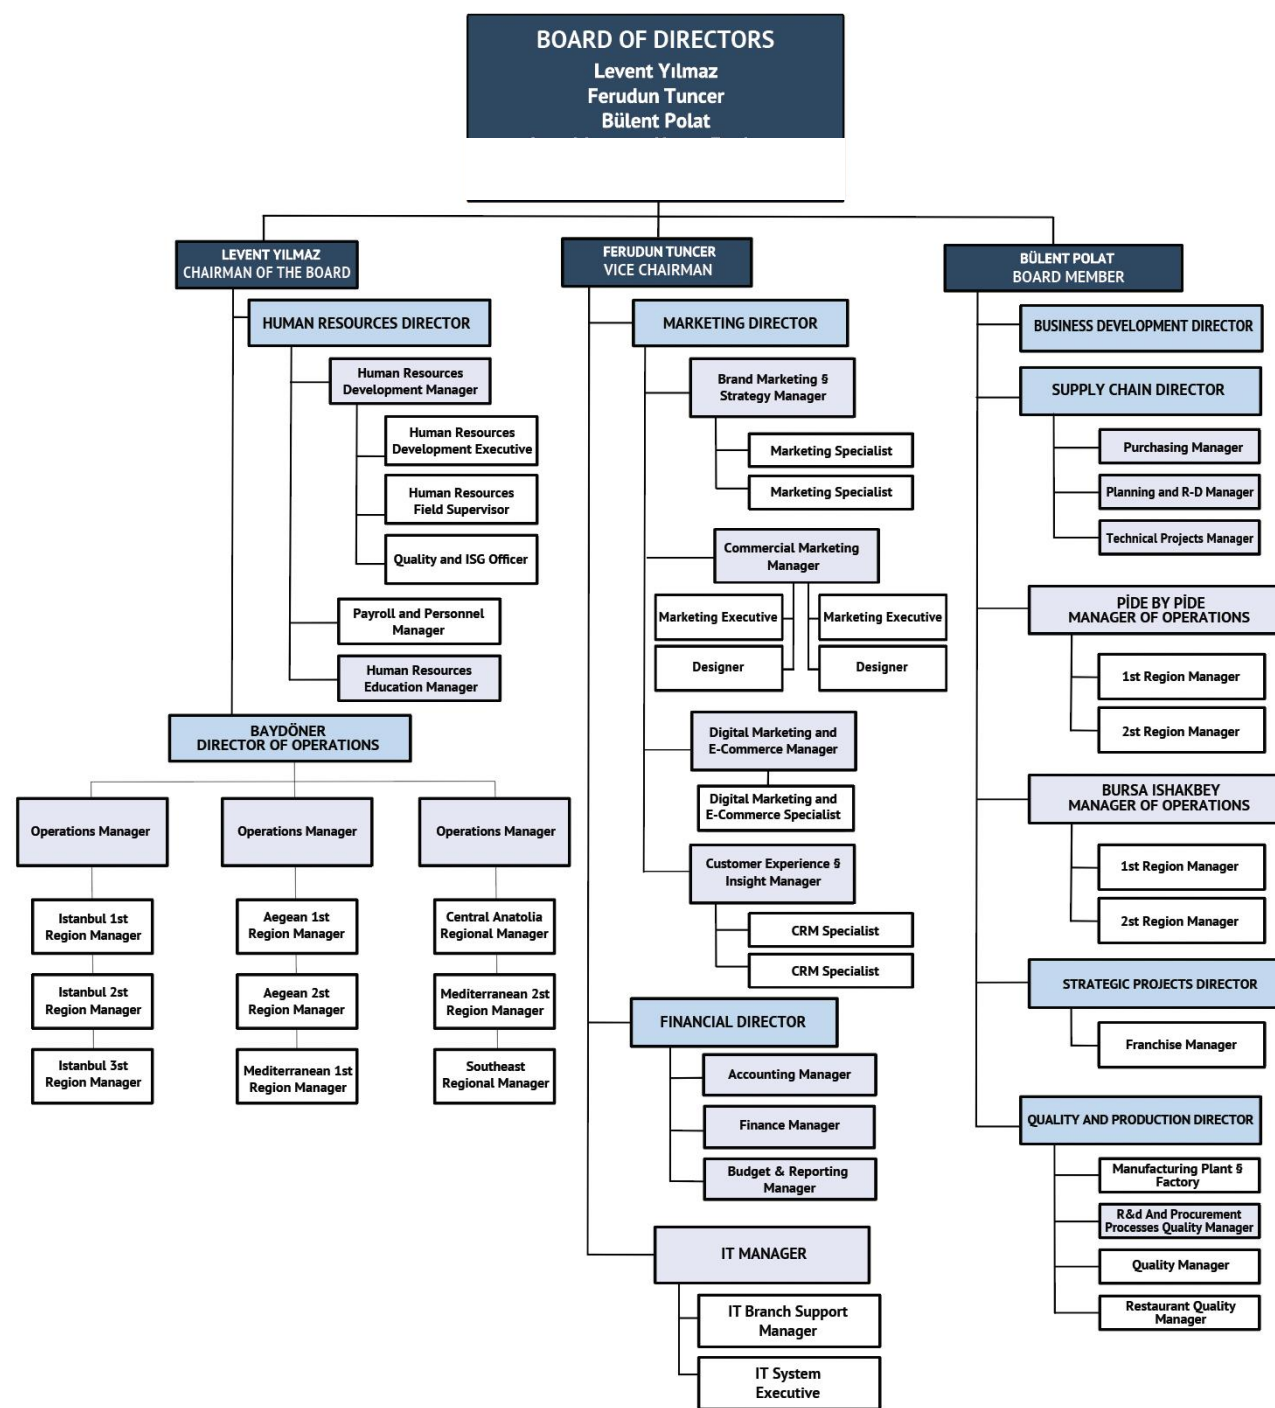 BOARD OF DIRECTORS
Levent Yılmaz
Ferudun Tuncer
Bülent Polat
LEVENT YILMAZ
CHAIRMAN OF THE BOARD
HUMAN RESOURCES DIRECTOR
Human Resources
Development Manager
Human Resources
Development Executive
Human Resources
Field Supervisor
Quality and ISG Officer
Payroll and Personnel
Manager
Human Resources
Education Manager
BAYDÖNER
DIRECTOR OF OPERATIONS
Operations Manager
Istanbul 1st
Region Manager
Istanbul 2st
Region Manager
Istanbul 3st
Region Manager
Operations Manager
Aegean 1st
Region Manager
Aegean 2st
Region Manager
Mediterranean 1st
Region Manager
Operations Manager
Central Anatolia
Regional Manager
Mediterranean 2st
Region Manager
Southeast
Regional Manager
FERUDUN TUNCER
VICE CHAIRMAN
MARKETING DIRECTOR
Brand Marketing §
Strategy Manager
Marketing Specialist
Marketing Specialist
Commercial Marketing
Manager
Marketing Executive
Designer
Marketing Executive
Designer
Digital Marketing and
E-Commerce Manager
Digital Marketing and
E-Commerce Specialist
Customer Experience §
Insight Manager
CRM Specialist
CRM Specialist
FINANCIAL DIRECTOR
Accounting Manager
Finance Manager
Budget & Reporting
Manager
IT MANAGER
IT Branch Support
Manager
IT System
Executive
BÜLENT POLAT
BOARD MEMBER
BUSINESS DEVELOPMENT DIRECTOR
SUPPLY CHAIN DIRECTOR
Purchasing Manager
Planning and R-D Manager
Technical Projects Manager
PİDE BY PİDE
MANAGER OF OPERATIONS
1st Region Manager
2st Region Manager
BURSA ISHAKBEY
MANAGER OF OPERATIONS
1st Region Manager
2st Region Manager
STRATEGIC PROJECTS DIRECTOR
Franchise Manager
QUALITY AND PRODUCTION DIRECTOR
Manufacturing Plant §
Factory
R&d And Procurement
Processes Quality Manager
Quality Manager
Restaurant Quality
Manager